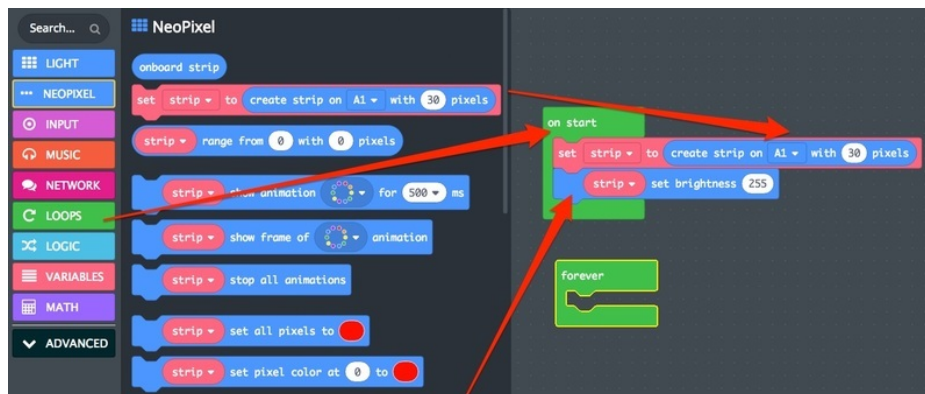 Search...
LIGHT
NEOPIXEL
INPUT
MUSIC
NETWORK
LOOPS
LOGIC
VARIABLES
MATH
ADVANCED
NeoPixel
onboard strip
set strip to create strip on A1 with 30 pixels
strip range from 0 with 0 pixels
strip show animation for 500 ms
strip show frame of animation
strip stop all animations
strip set all pixels to
strip set pixel color at 0 to
on start
set strip to create strip on A1 with 30 pixels
strip set brightness 255
forever